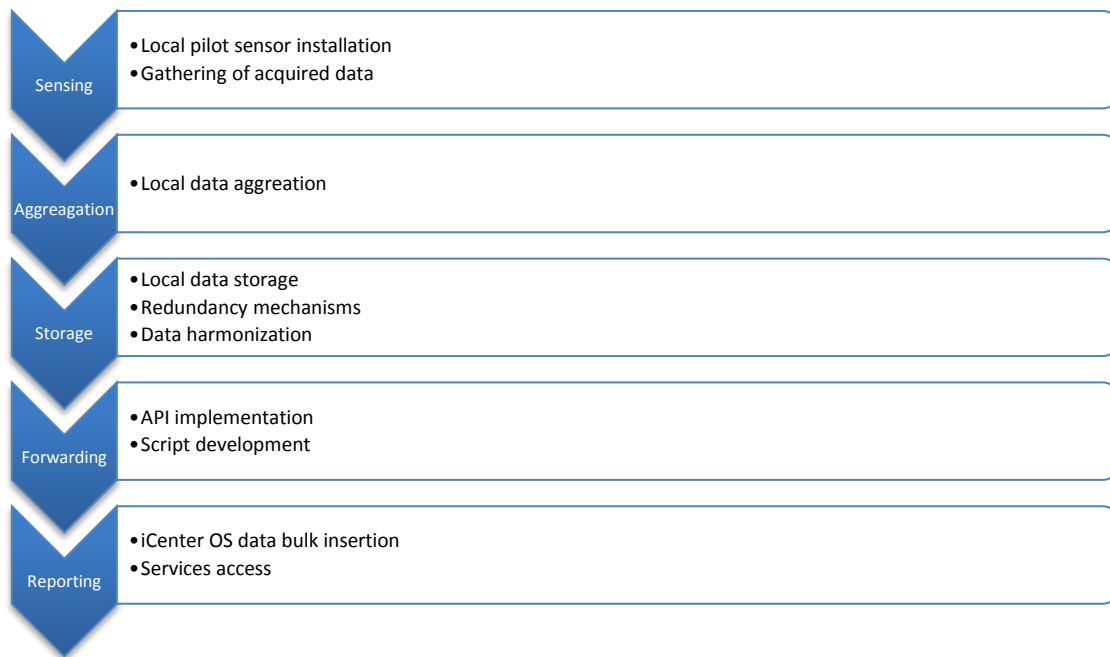 Sensing
•Local pilot sensor installation
•Gathering of acquired data
Aggreagation
•Local data aggreation
Storage
•Local data storage
•Redundancy mechanisms
•Data harmonization
Forwarding
•API implementation
•Script development
Reporting
•iCenter OS data bulk insertion
•Services access